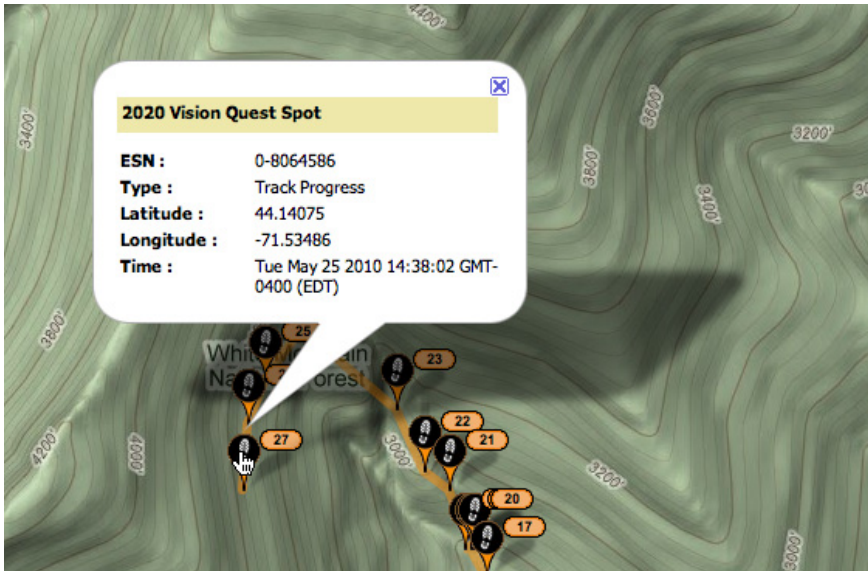 4400'
2020 Vision Quest Spot
ESN : 0-8064586
Type : Track Progress
Latitude : 44.14075
Longitude : -71.53486
Time : Tue May 25 2010 14:38:02 GMT-
0400 (EDT)
3400'
3600'
3200'
3800'
3400'
3800'
25
23
22
27
21
4200'
4000'
3000'
3200'
20
17
3000'